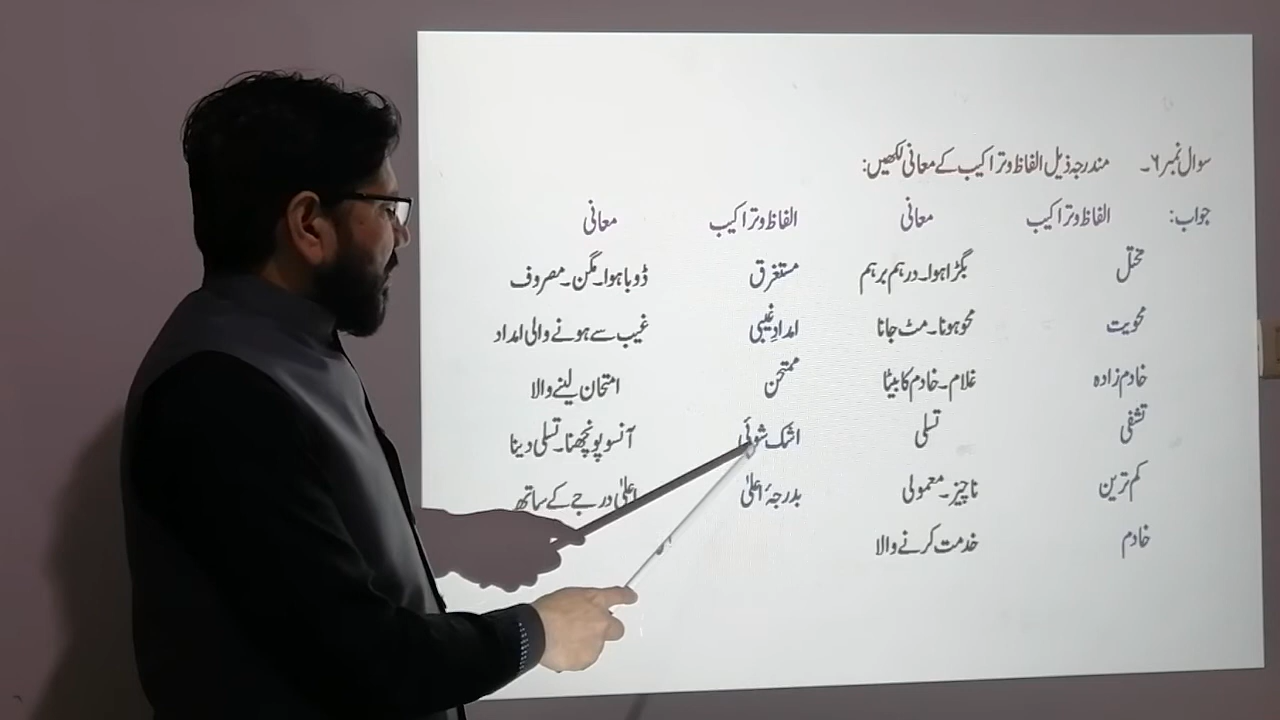 سوال نمبر ۶۔ مندرجہ ذیل الفاظ و تراکیب کے معانی لکھیں:
جواب: الفاظ و تراکیب معانی الفاظ و تراکیب معانی
مختل بگڑا ہوا۔ درہم برہم مستغرق ڈوبا ہوا۔ مگن۔ مصروف
محویت محو ہونا۔ مٹ جانا امدادِ غیبی غیب سے ہونے والی امداد
خادم زادہ غلام۔ خادم کا بیٹا ممتحن امتحان لینے والا
تشفی تسلی اشک شوئی آنسو پونچھنا۔ تسلی دینا
کم ترین ناچیز۔ معمولی بدرجۂ اعلیٰ اعلیٰ درجے کے ساتھ
خادم خدمت کرنے والا